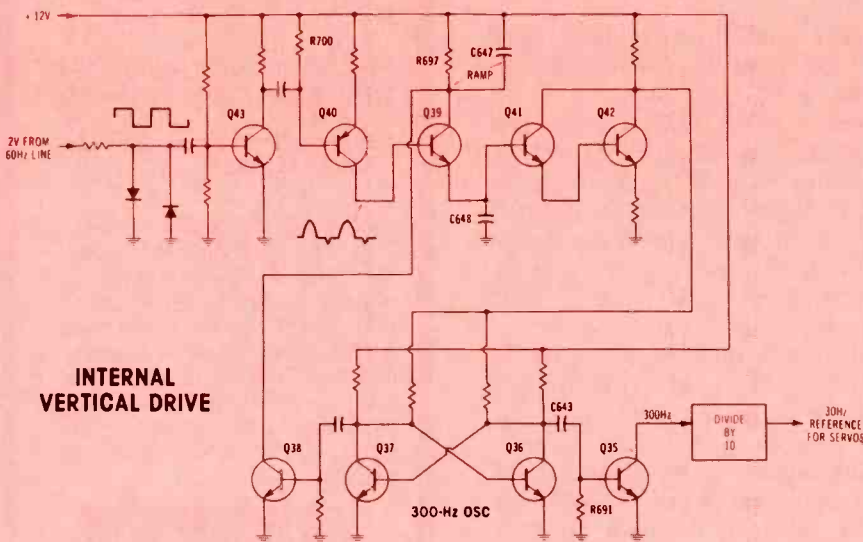 + 12V
R700
R697
C647
RAMP
Q43
Q40
Q39
Q41
Q42
2V FROM
60Hz LINE
C648
INTERNAL
VERTICAL DRIVE
C643
300Hz
DIVIDE
BY
10
30Hz
REFERENCE
FOR SERVOS
Q38
Q37
Q36
Q35
300-Hz OSC
R691